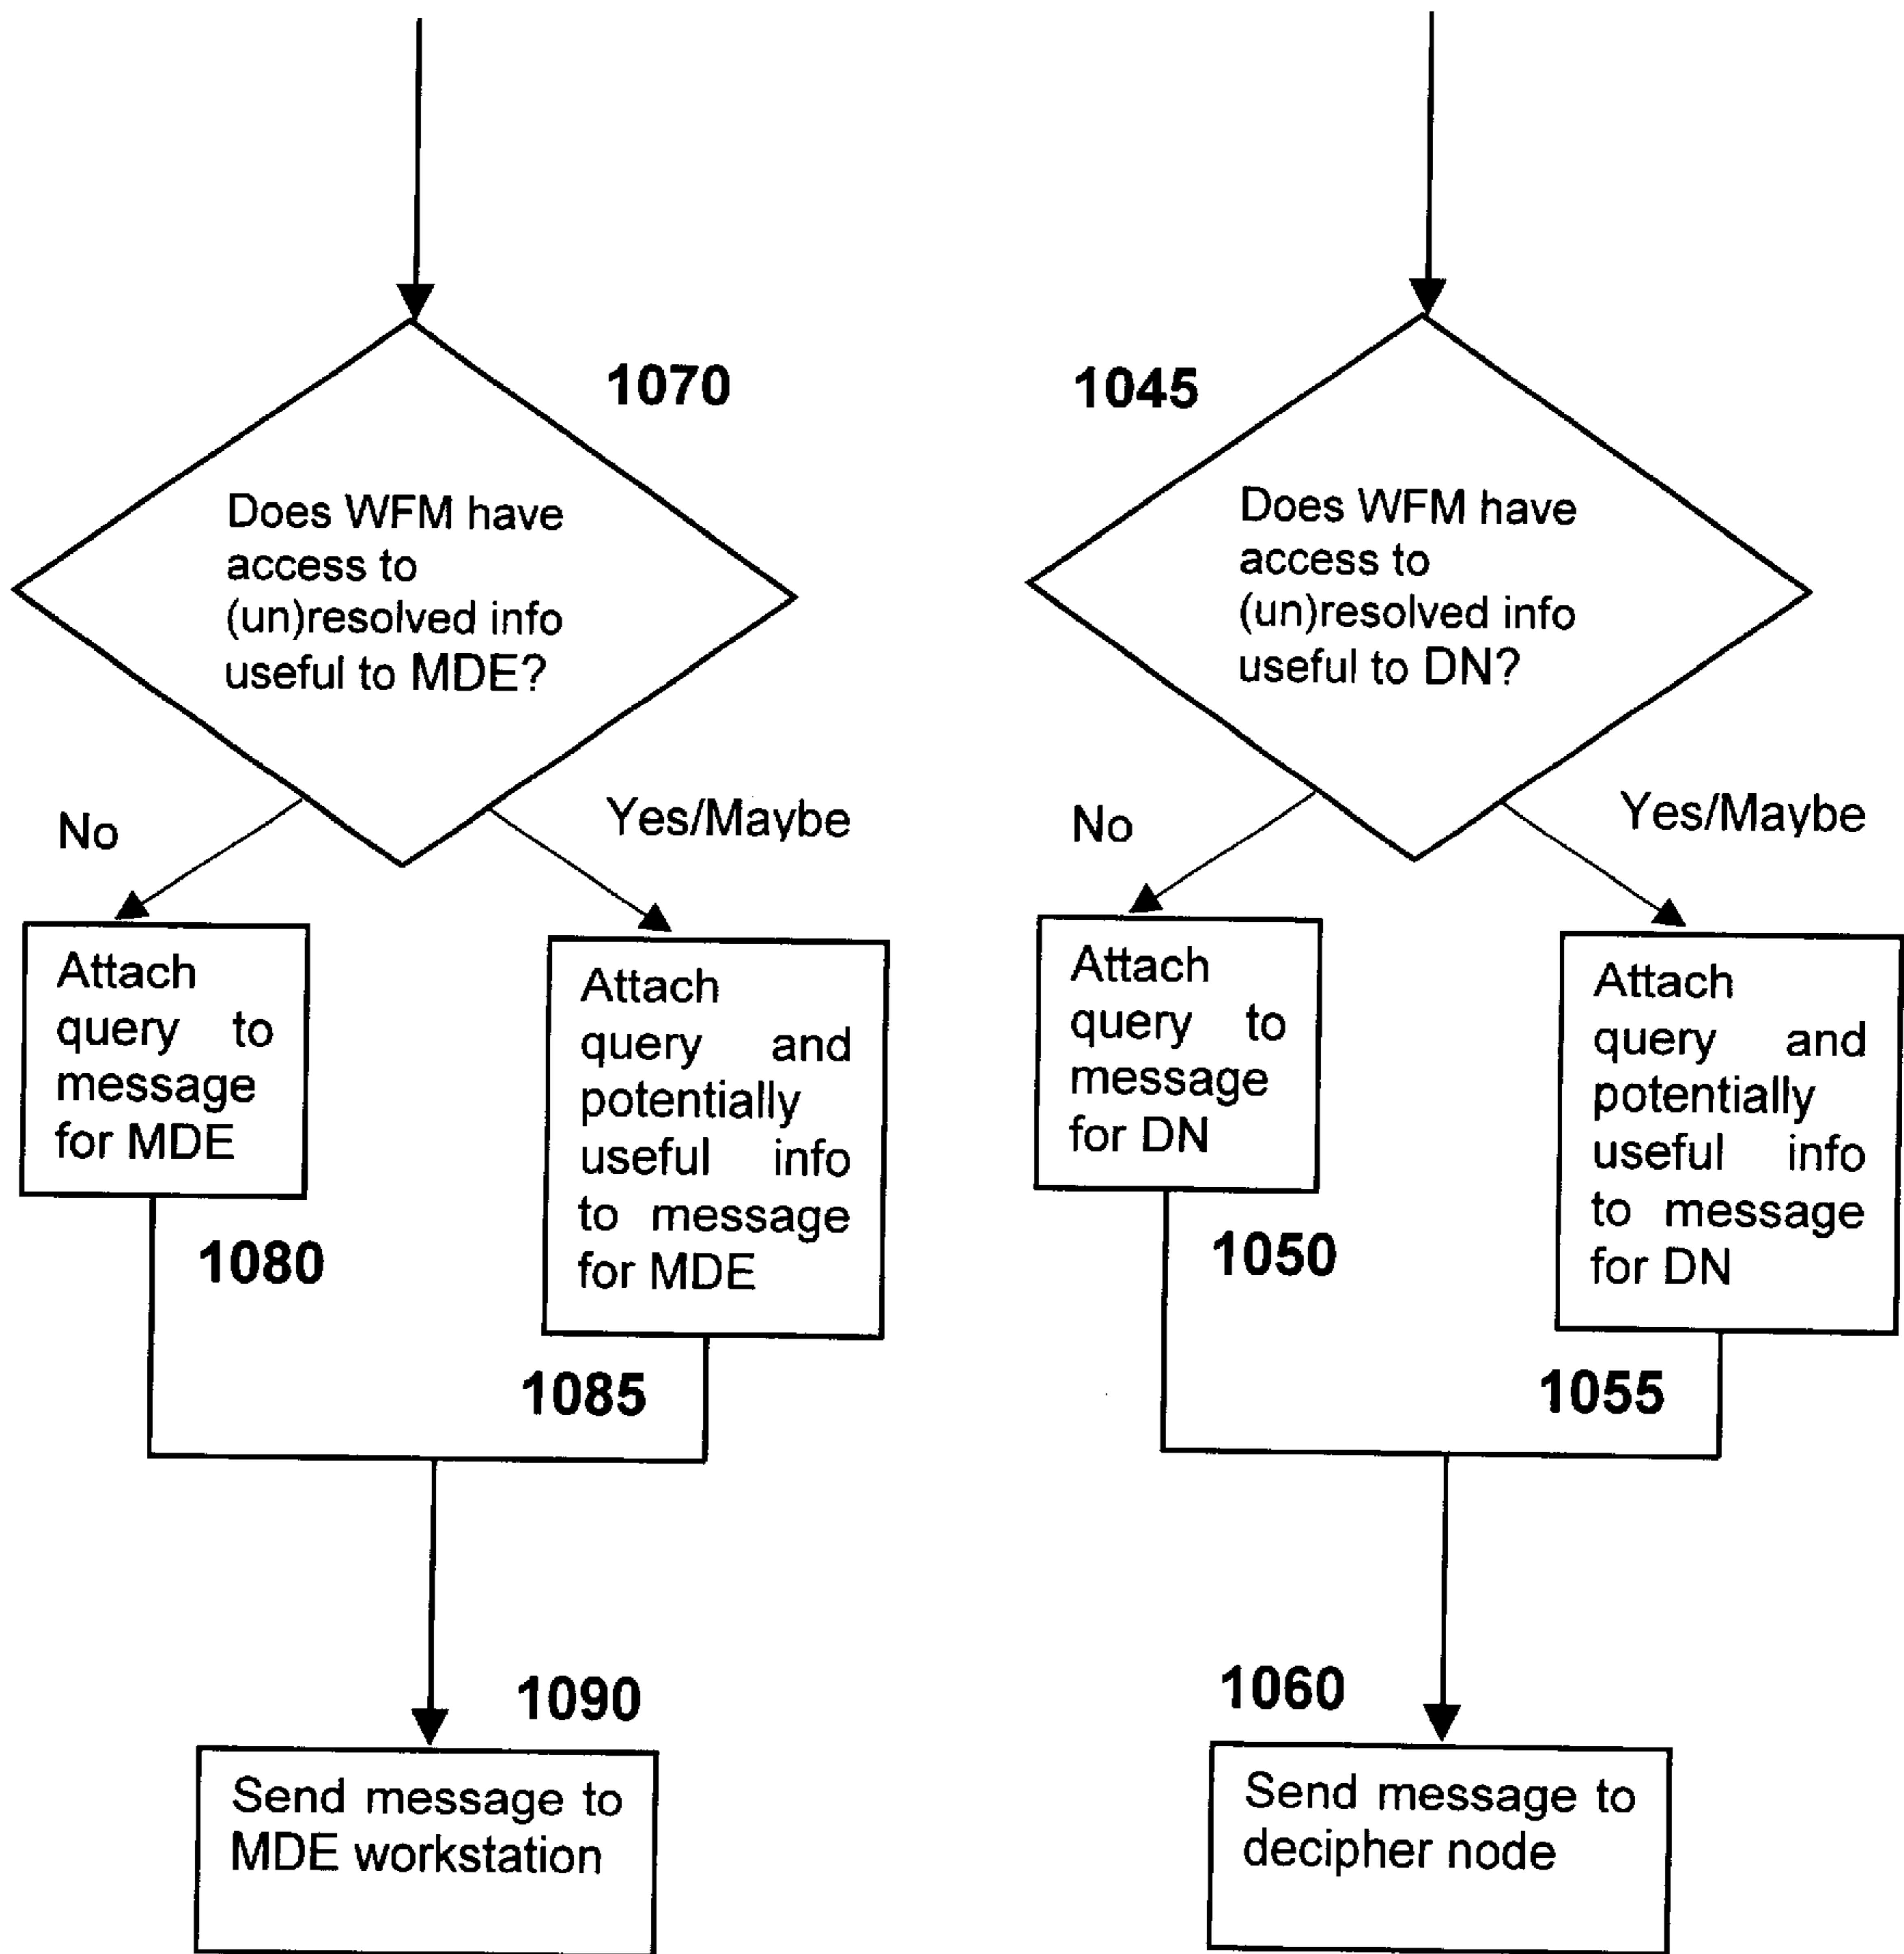 1070
Does WFM have
access to
(un)resolved info
useful to MDE?
No
Yes/Maybe
Attach
query to
message
for MDE
1080
Attach
query and
potentially
useful info
to message
for MDE
1085
1090
Send message to
MDE workstation
1045
Does WFM have
access to
(un)resolved info
useful to DN?
No
Yes/Maybe
Attach
query to
message
for DN
1050
Attach
query and
potentially
useful info
to message
for DN
1055
1060
Send message to
decipher node